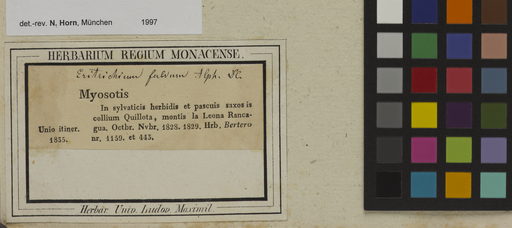 det.-rev. N, Horn, München 1997
HERBARIUM REGIUM MONACENSE.
Eritrichium fulvum Alph. DC.
Myosotis
In sylvaticis herbidis et pascuis saxosis
collium Quillota, montis la Leona Ranca-
Unio itiner. gua. Octbr. Nvbr. 1828. 1829. Hrb. Bertero
1835. nr. 1159. et 445.
Herbar. Univ. Ludov. Maximil.